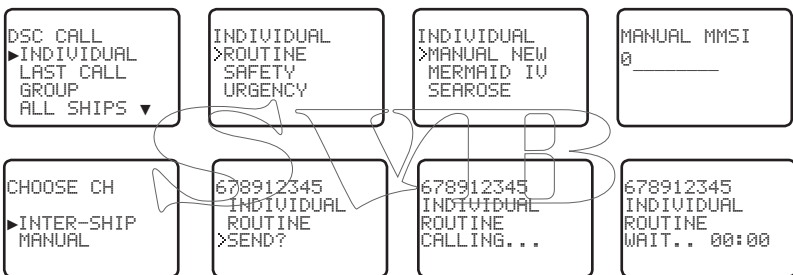 DSC CALL
►INDIVIDUAL
LAST CALL
GROUP
ALL SHIPS ▼
INDIVIDUAL
>ROUTINE
SAFETY
URGENCY
INDIVIDUAL
>MANUAL NEW
MERMAID IV
SEAROSE
MANUAL MMSI
0________
CHOOSE CH
►INTER-SHIP
MANUAL
678912345
INDIVIDUAL
ROUTINE
>SEND?
678912345
INDIVIDUAL
ROUTINE
CALLING...
678912345
INDIVIDUAL
ROUTINE
WAIT.. 00:00
SVB